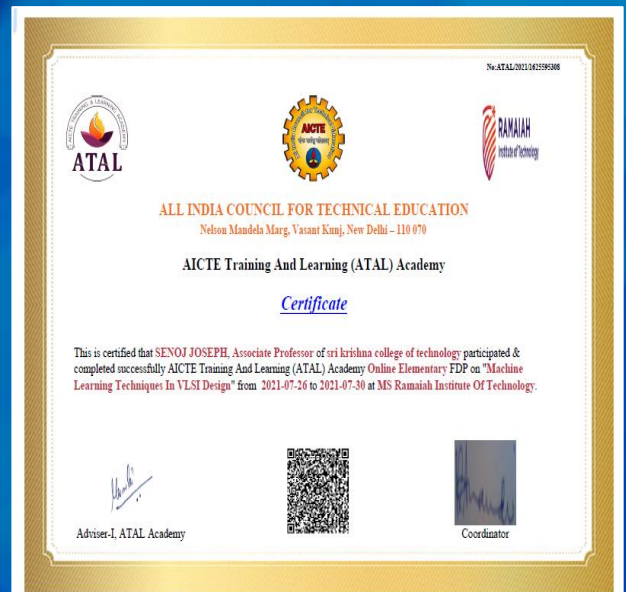 No:ATAL/2021/1625595308
AICTE TRAINING & LEARNING ACADEMY
ATAL
AICTE
RAMAIAH
Institute of Technology
ALL INDIA COUNCIL FOR TECHNICAL EDUCATION
Nelson Mandela Marg, Vasant Kunj, New Delhi – 110 070
AICTE Training And Learning (ATAL) Academy
Certificate
This is certified that SENOJ JOSEPH, Associate Professor of sri krishna college of technology participated &
completed successfully AICTE Training And Learning (ATAL) Academy Online Elementary FDP on "Machine
Learning Techniques In VLSI Design" from 2021-07-26 to 2021-07-30 at MS Ramaiah Institute Of Technology.
Adviser-I, ATAL Academy
Coordinator